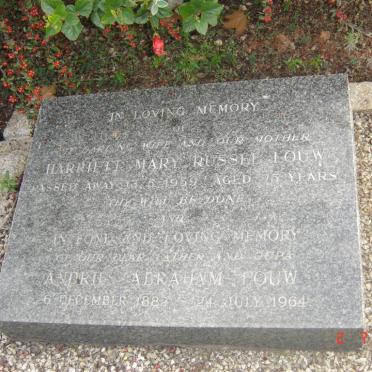 IN LOVING MEMORY
WIFE AND OUR MOTHER
HARRIETT MARY RUSSEL LOUW
PASSED AWAY 1959 AGED 75 YEARS
THY WILL BE DONE
AND
IN FOND AND LOVING MEMORY
OF OUR DEAR FATHER AND OUPA
ANDRIES ABRAHAM LOUW
6 DECEMBER 1882 24 JULY 1964